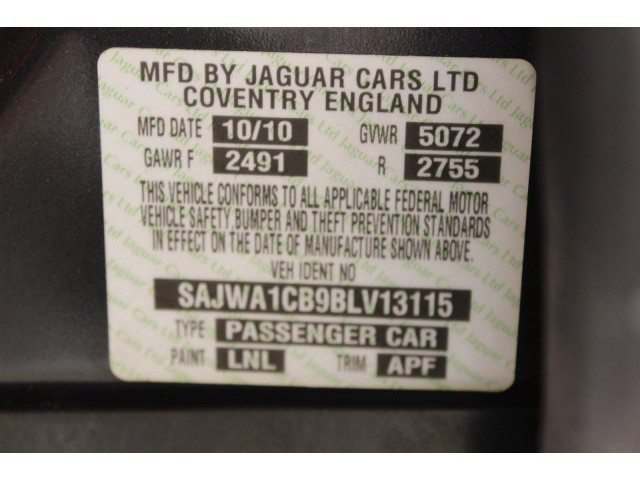 MFD BY JAGUAR CARS LTD
COVENTRY ENGLAND
MFD DATE 10/10 GVWR 5072
GAWR F 2491 R 2755
THIS VEHICLE CONFORMS TO ALL APPLICABLE FEDERAL MOTOR
VEHICLE SAFETY BUMPER AND THEFT PREVENTION STANDARDS
IN EFFECT ON THE DATE OF MANUFACTURE SHOWN ABOVE.
VEH IDENT NO
SAJWA1CB9BLV13115
TYPE PASSENGER CAR
PAINT LNL TRIM APF